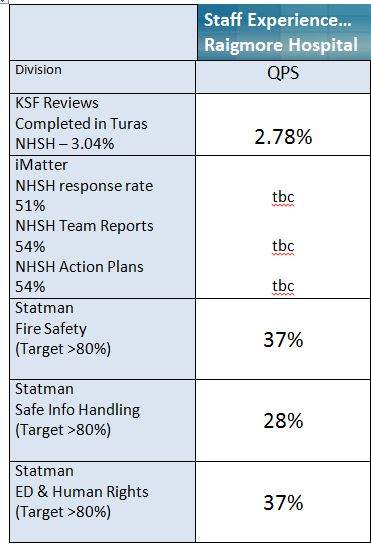 Staff Experience…
Raigmore Hospital
Division
QPS
KSF Reviews
Completed in Turas
NHSH – 3.04%
2.78%
iMatter
NHSH response rate
51%
tbc
NHSH Team Reports
54%
tbc
NHSH Action Plans
54%
tbc
Statman
Fire Safety
(Target >80%)
37%
Statman
Safe Info Handling
(Target >80%)
28%
Statman
ED & Human Rights
(Target >80%)
37%